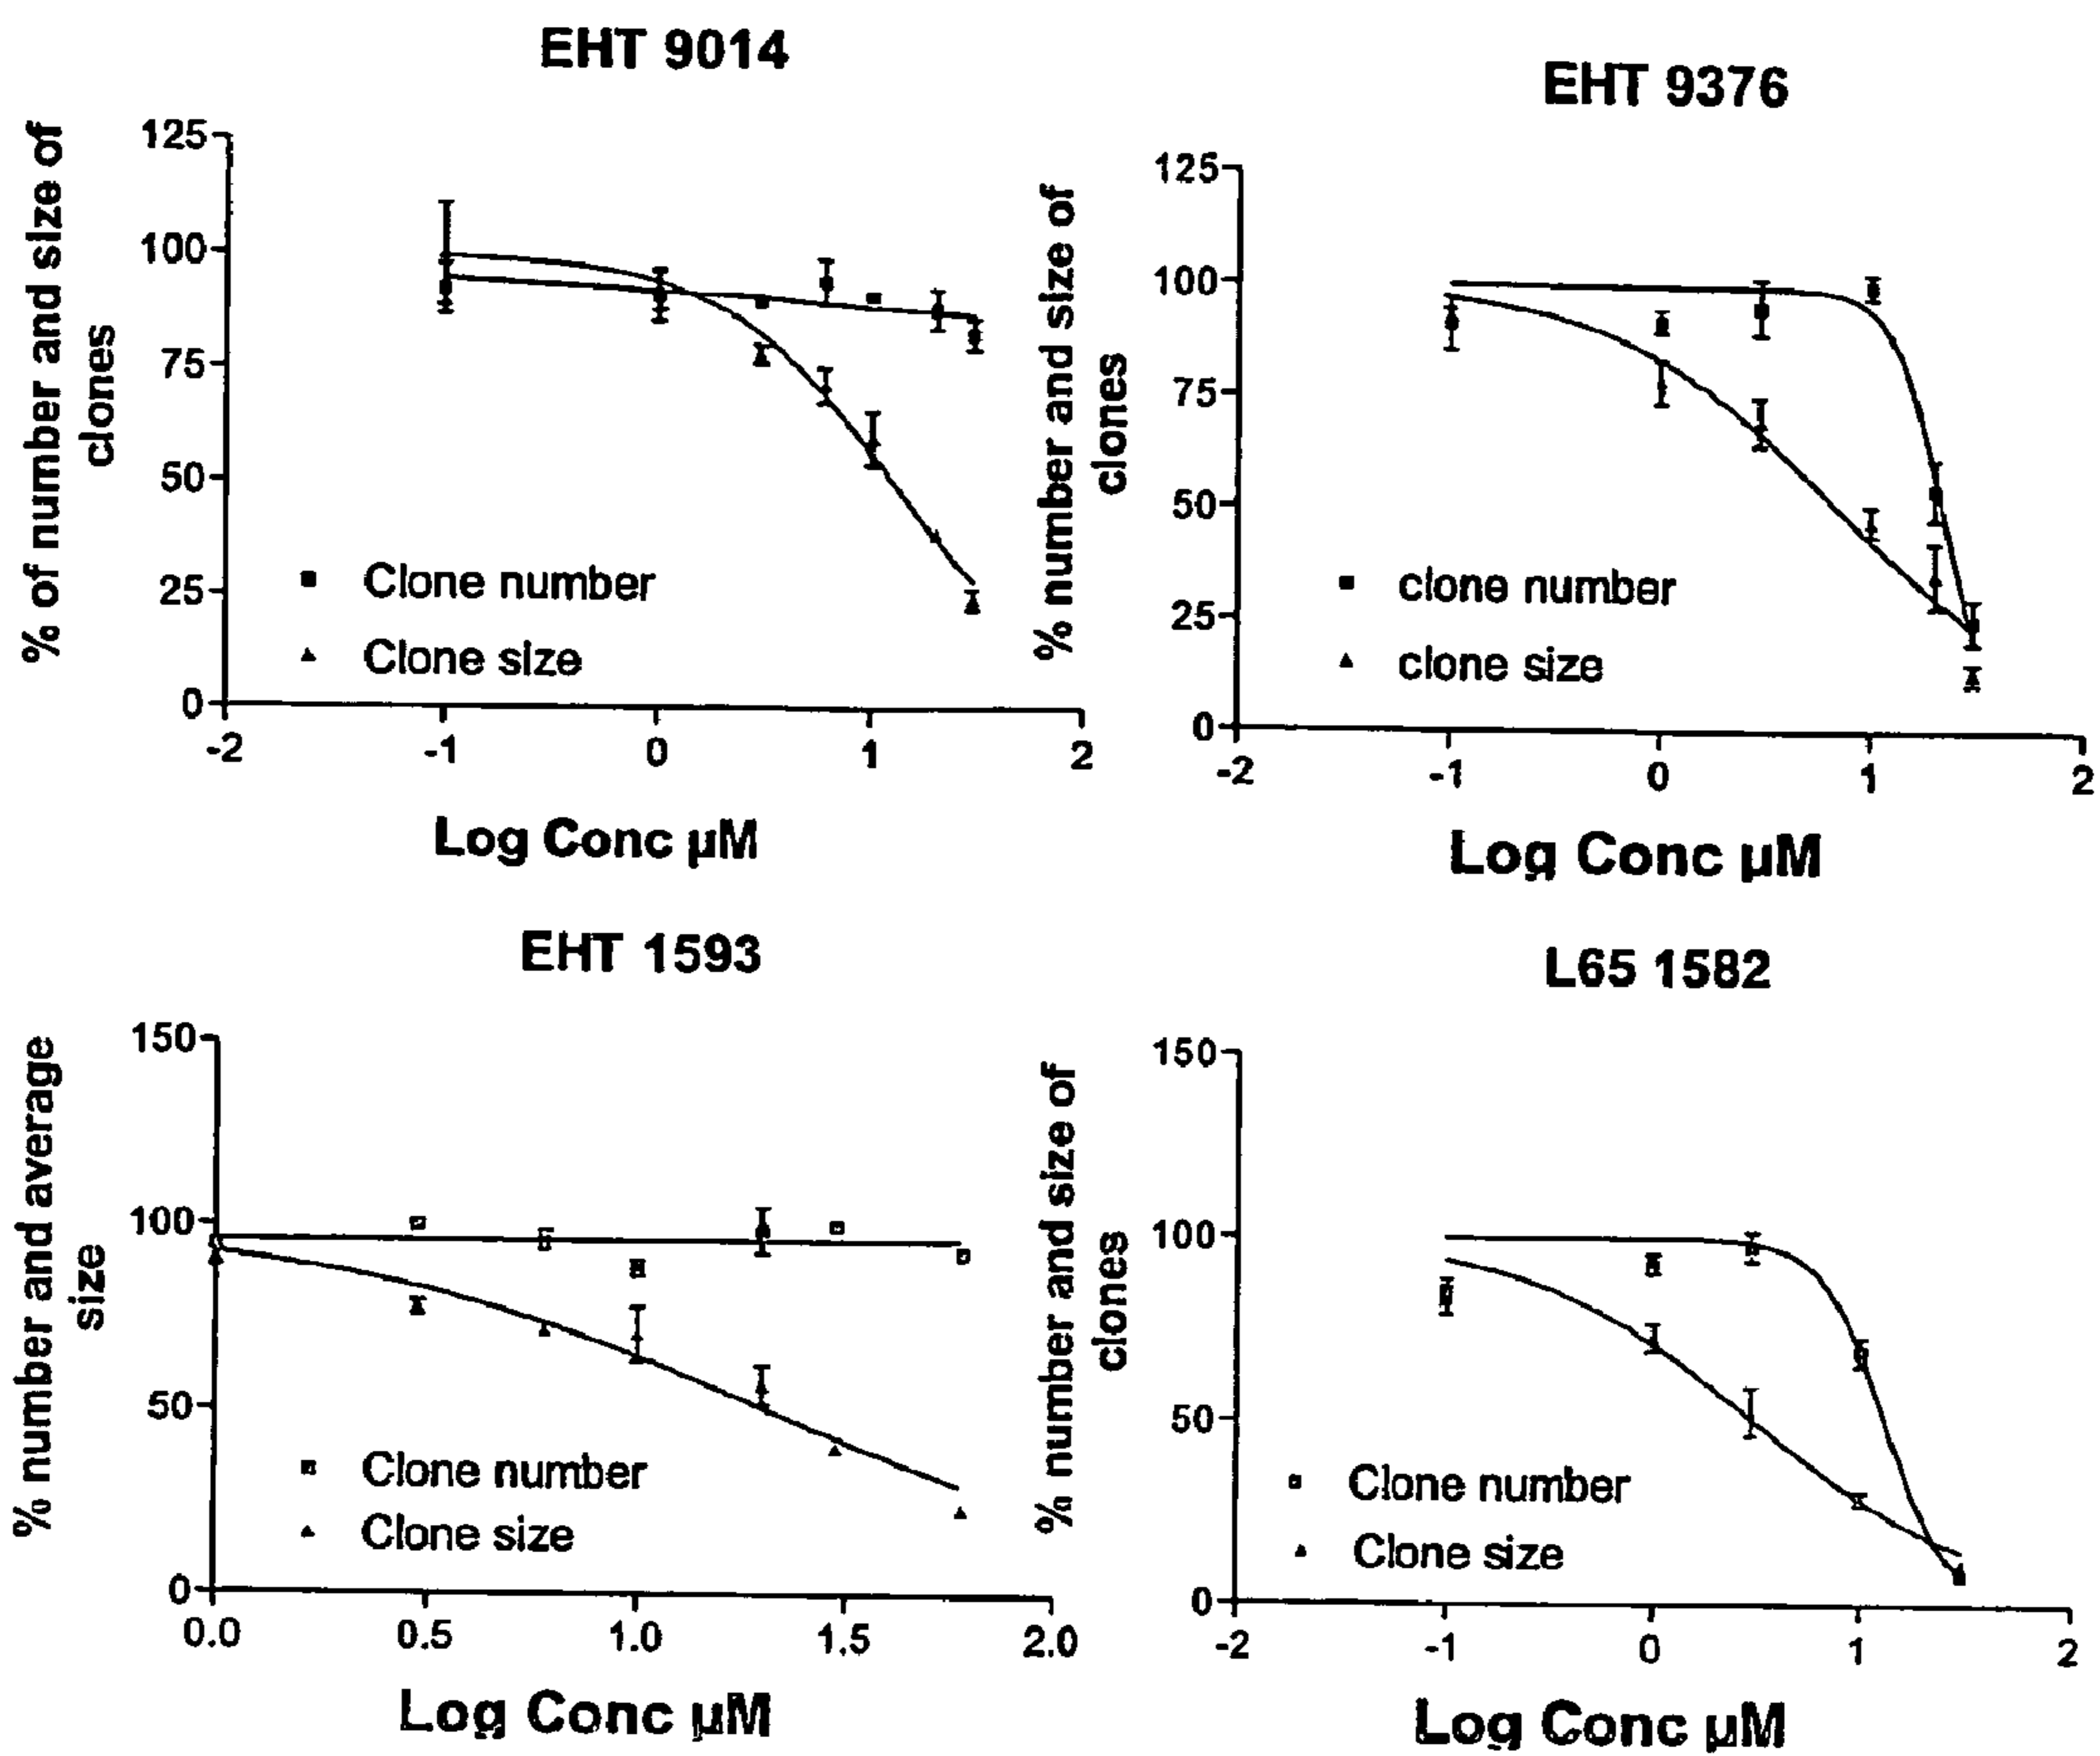 EHT 9014
% of number and size of
clones
125
100
75
50
25
0
Clone number
Clone size
-2
-1
0
1
2
Log Conc µM
EHT 9376
% number and size of
clones
125
100
75
50
25
0
clone number
clone size
-2
-1
0
1
2
Log Conc µM
EHT 1593
% number and average
size
150
100
50
0
Clone number
Clone size
0.0
0.5
1.0
1.5
2.0
Log Conc µM
L65 1582
% number and size of
clones
150
100
50
0
Clone number
Clone size
-2
-1
0
1
2
Log Conc µM